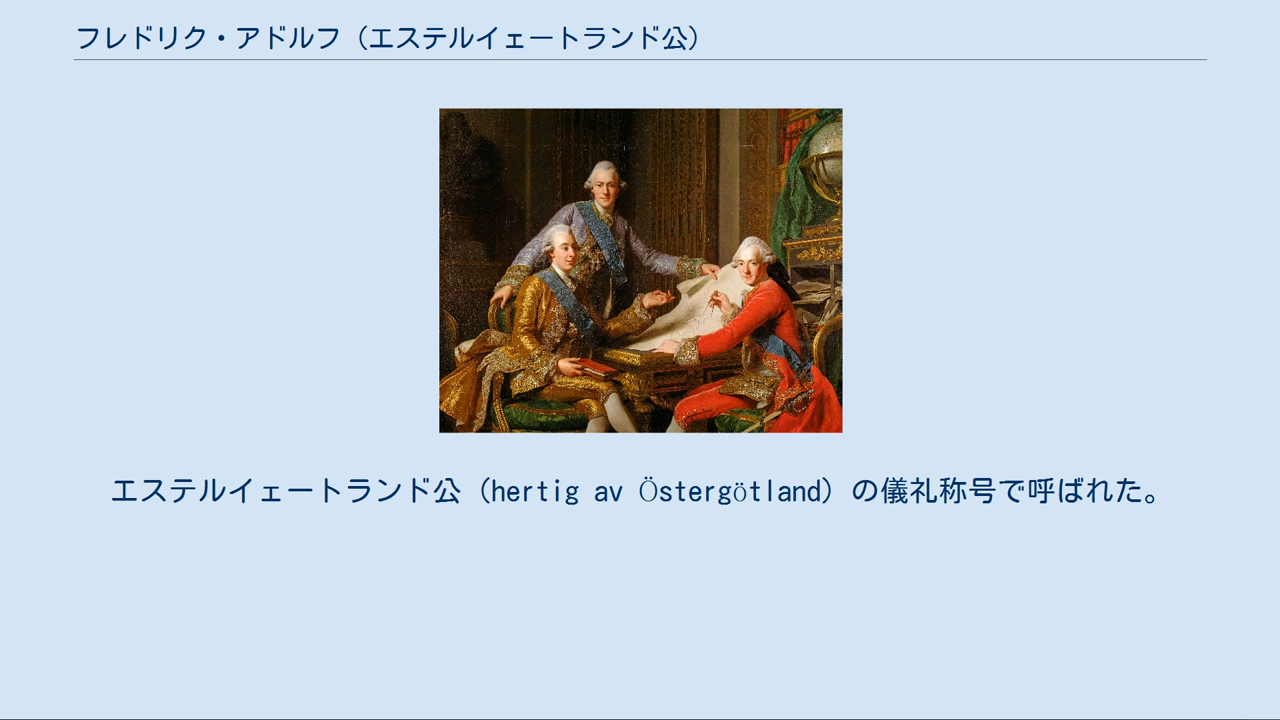 フレドリク・アドルフ（エステルイェートランド公）
エステルイェートランド公（hertig av Östergötland）の儀礼称号で呼ばれた。